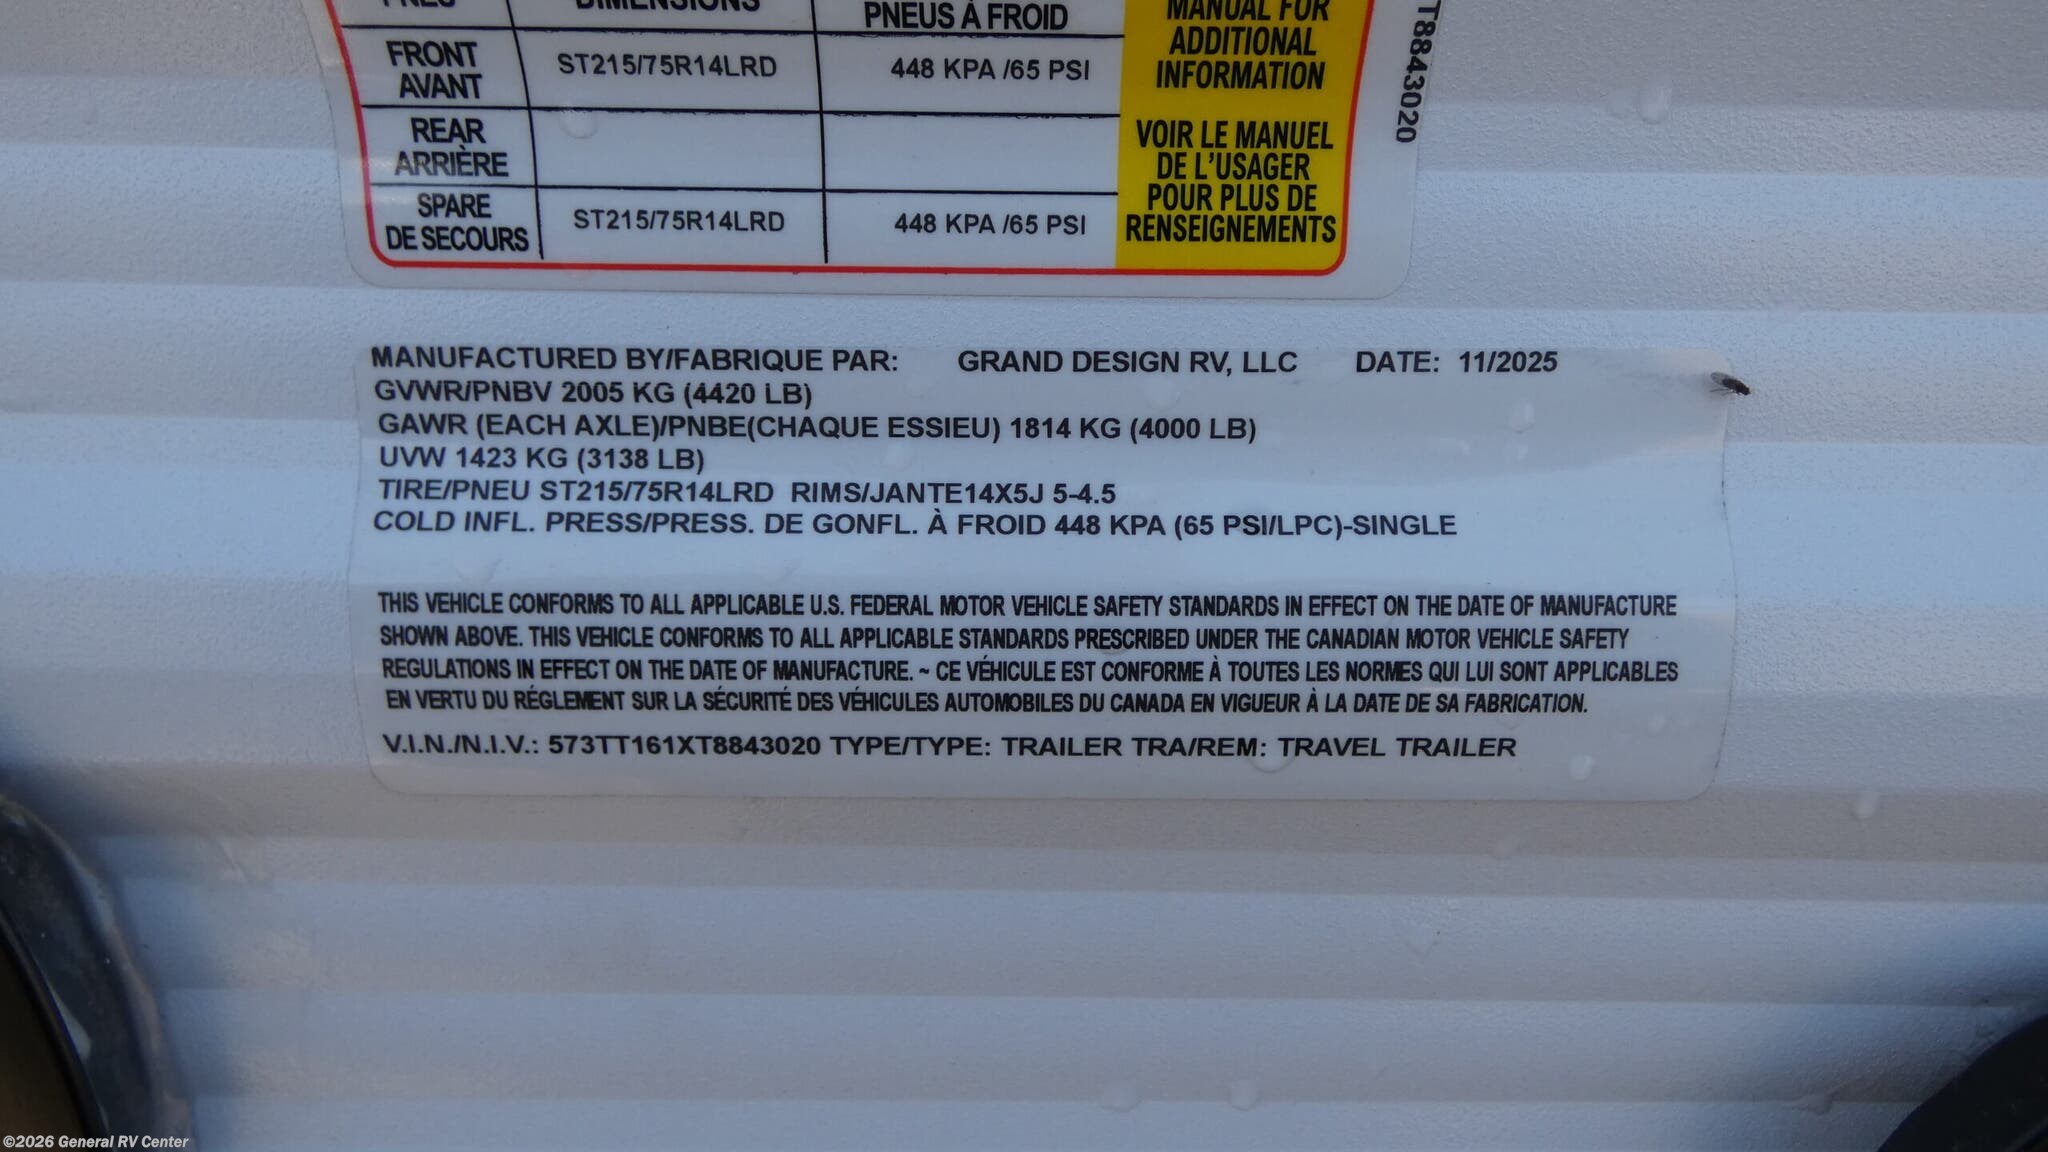 PNEU DIMENSIONS PNEUS À FROID
FRONT AVANT ST215/75R14LRD 448 KPA /65 PSI
REAR ARRIÈRE
SPARE DE SECOURS ST215/75R14LRD 448 KPA /65 PSI
MANUAL FOR
ADDITIONAL
INFORMATION
VOIR LE MANUEL
DE L'USAGER
POUR PLUS DE
RENSEIGNEMENTS
T8843020
MANUFACTURED BY/FABRIQUE PAR: GRAND DESIGN RV, LLC DATE: 11/2025
GVWR/PNBV 2005 KG (4420 LB)
GAWR (EACH AXLE)/PNBE(CHAQUE ESSIEU) 1814 KG (4000 LB)
UVW 1423 KG (3138 LB)
TIRE/PNEU ST215/75R14LRD RIMS/JANTE14X5J 5-4.5
COLD INFL. PRESS/PRESS. DE GONFL. À FROID 448 KPA (65 PSI/LPC)-SINGLE
THIS VEHICLE CONFORMS TO ALL APPLICABLE U.S. FEDERAL MOTOR VEHICLE SAFETY STANDARDS IN EFFECT ON THE DATE OF MANUFACTURE
SHOWN ABOVE. THIS VEHICLE CONFORMS TO ALL APPLICABLE STANDARDS PRESCRIBED UNDER THE CANADIAN MOTOR VEHICLE SAFETY
REGULATIONS IN EFFECT ON THE DATE OF MANUFACTURE. ~ CE VÉHICULE EST CONFORME À TOUTES LES NORMES QUI LUI SONT APPLICABLES
EN VERTU DU RÉGLEMENT SUR LA SÉCURITÉ DES VÉHICULES AUTOMOBILES DU CANADA EN VIGUEUR À LA DATE DE SA FABRICATION.
V.I.N./N.I.V.: 573TT161XT8843020 TYPE/TYPE: TRAILER TRA/REM: TRAVEL TRAILER
©2026 General RV Center